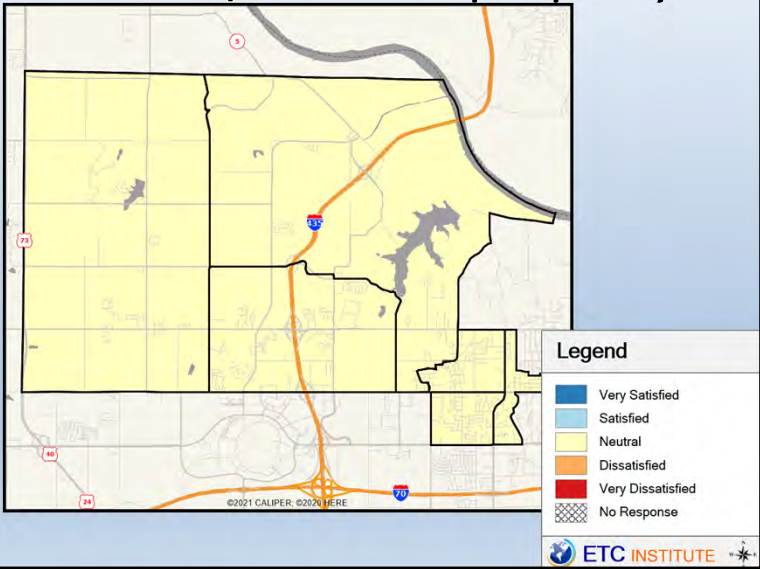 5
435
73
40
24
70
©2021 CALIPER; ©2020 HERE
Legend
Very Satisfied
Satisfied
Neutral
Dissatisfied
Very Dissatisfied
No Response
ETC INSTITUTE